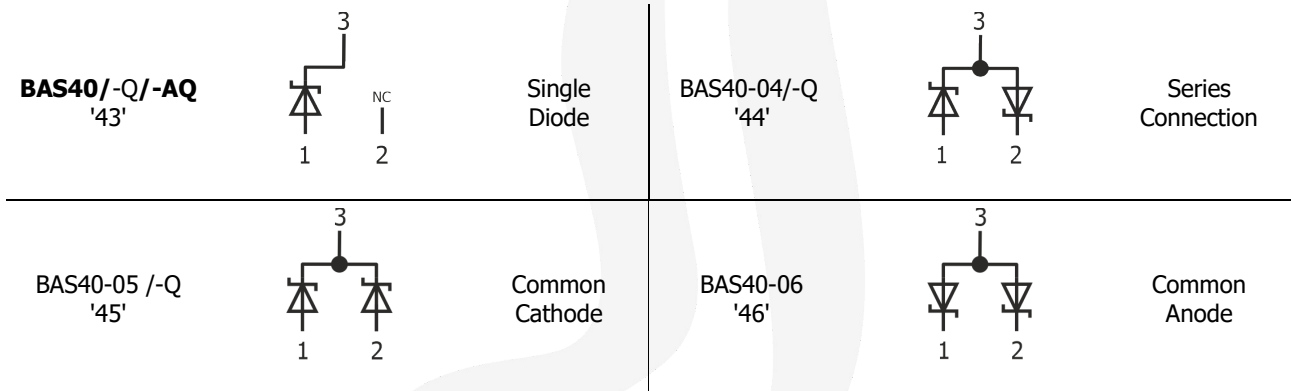 3
BAS40/-Q/-AQ
'43'
NC
1 2
Single
Diode
3
BAS40-04/-Q
'44'
1 2
Series
Connection
3
BAS40-05 /-Q
'45'
1 2
Common
Cathode
3
BAS40-06
'46'
1 2
Common
Anode